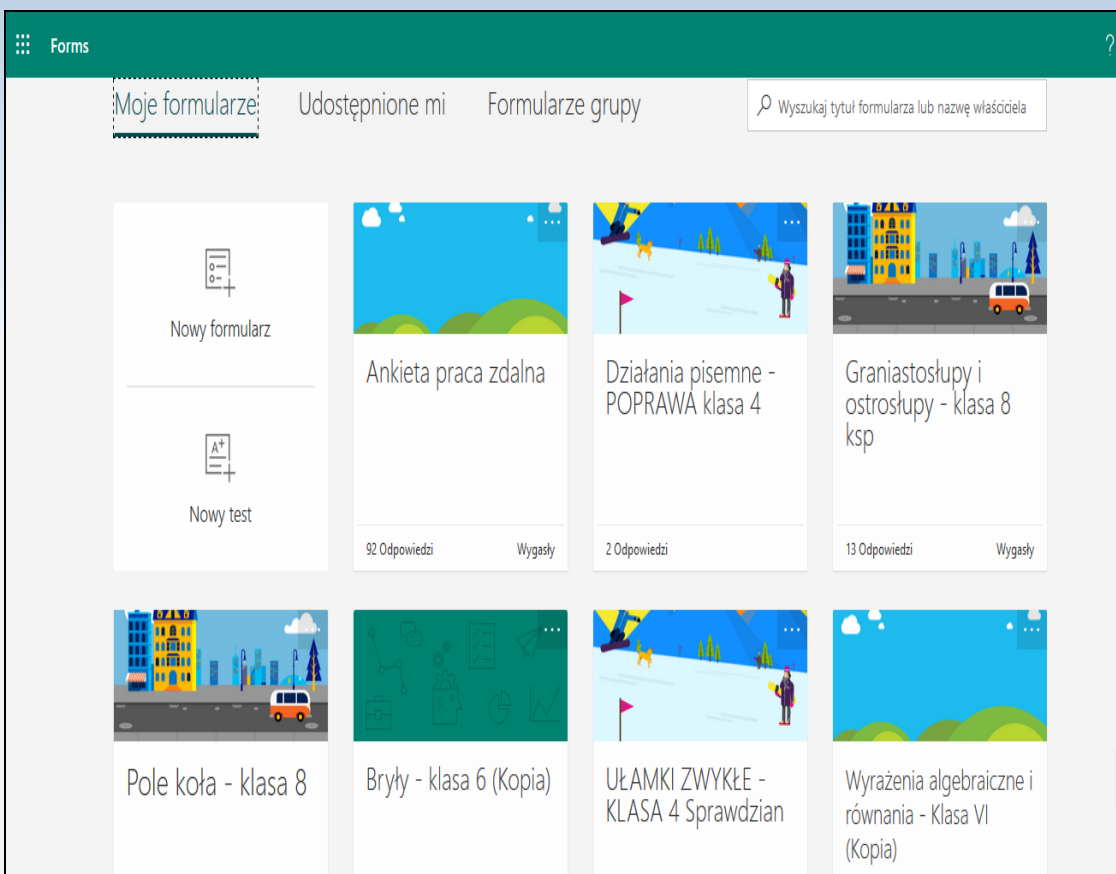 Forms
?
Moje formularze
Udostępnione mi
Formularze grupy
Wyszukaj tytuł formularza lub nazwę właściciela
Nowy formularz
A+
Nowy test
Ankieta praca zdalna
92 Odpowiedzi
Wygasły
Działania pisemne -
POPRAWA klasa 4
2 Odpowiedzi
Graniastosłupy i
ostrosłupy - klasa 8
ksp
13 Odpowiedzi
Wygasły
Pole koła - klasa 8
Bryły - klasa 6 (Kopia)
UŁAMKI ZWYKŁE -
KLASA 4 Sprawdzian
Wyrażenia algebraiczne i
równania - Klasa VI
(Kopia)